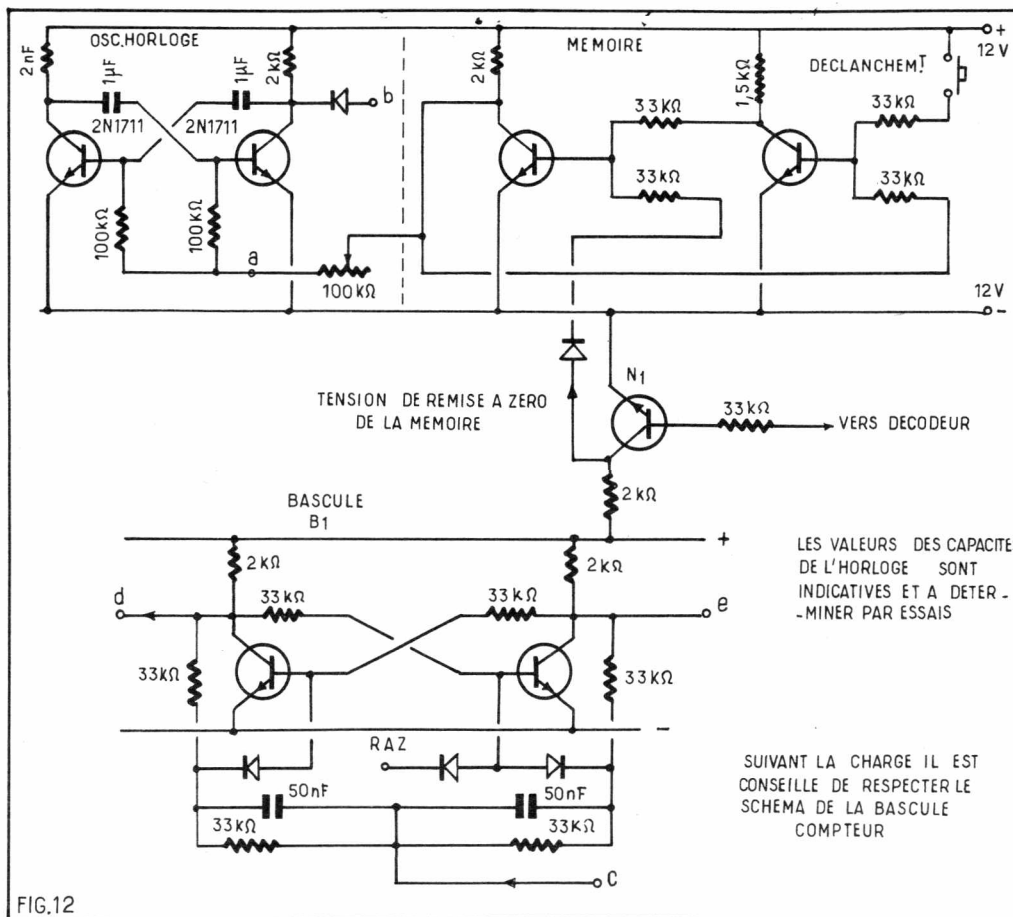 OSC.HORLOGE
MEMOIRE
+
12 V
2nF
1µF
1µF
2kΩ
b
2kΩ
1,5kΩ
DECLANCHEM.T
2N1711
2N1711
33kΩ
33kΩ
33kΩ
33kΩ
100kΩ
100kΩ
a
100kΩ
12V
-
N1
TENSION DE REMISE A ZERO
DE LA MEMOIRE
33kΩ
VERS DECODEUR
2kΩ
BASCULE
B1
+
2kΩ
2kΩ
LES VALEURS DES CAPACITE
DE L'HORLOGE SONT
INDICATIVES ET A DETER-
-MINER PAR ESSAIS
d
33kΩ
33kΩ
e
33kΩ
33kΩ
-
RAZ
SUIVANT LA CHARGE IL EST
CONSEILLE DE RESPECTER LE
SCHEMA DE LA BASCULE
COMPTEUR
50nF
50nF
33kΩ
33kΩ
C
FIG.12